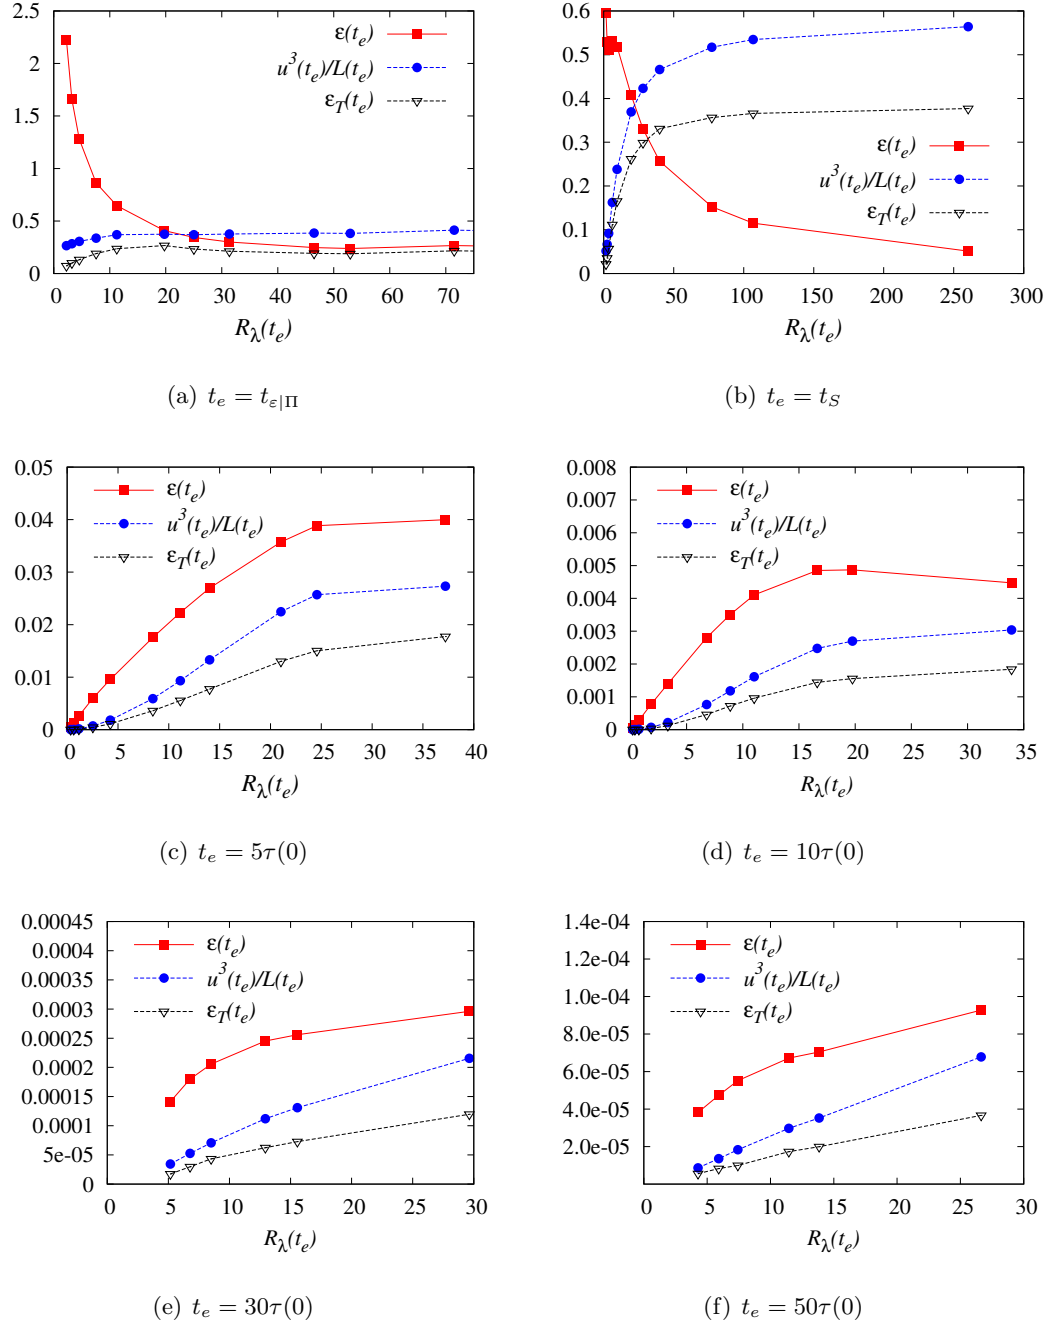 2.5
2
1.5
1
0.5
0
0 10 20 30 40 50 60 70
ε(t_e)
u^3(t_e)/L(t_e)
ε_T(t_e)
R_λ(t_e)
(a) t_e = t_{ε|Π}
0.6
0.5
0.4
0.3
0.2
0.1
0
0 50 100 150 200 250 300
ε(t_e)
u^3(t_e)/L(t_e)
ε_T(t_e)
R_λ(t_e)
(b) t_e = t_S
0.05
0.04
0.03
0.02
0.01
0
0 5 10 15 20 25 30 35 40
ε(t_e)
u^3(t_e)/L(t_e)
ε_T(t_e)
R_λ(t_e)
(c) t_e = 5τ(0)
0.008
0.007
0.006
0.005
0.004
0.003
0.002
0.001
0
0 5 10 15 20 25 30 35
ε(t_e)
u^3(t_e)/L(t_e)
ε_T(t_e)
R_λ(t_e)
(d) t_e = 10τ(0)
0.00045
0.0004
0.00035
0.0003
0.00025
0.0002
0.00015
0.0001
5e-05
0
0 5 10 15 20 25 30
ε(t_e)
u^3(t_e)/L(t_e)
ε_T(t_e)
R_λ(t_e)
(e) t_e = 30τ(0)
1.4e-04
1.2e-04
1.0e-04
8.0e-05
6.0e-05
4.0e-05
2.0e-05
0 5 10 15 20 25 30
ε(t_e)
u^3(t_e)/L(t_e)
ε_T(t_e)
R_λ(t_e)
(f) t_e = 50τ(0)